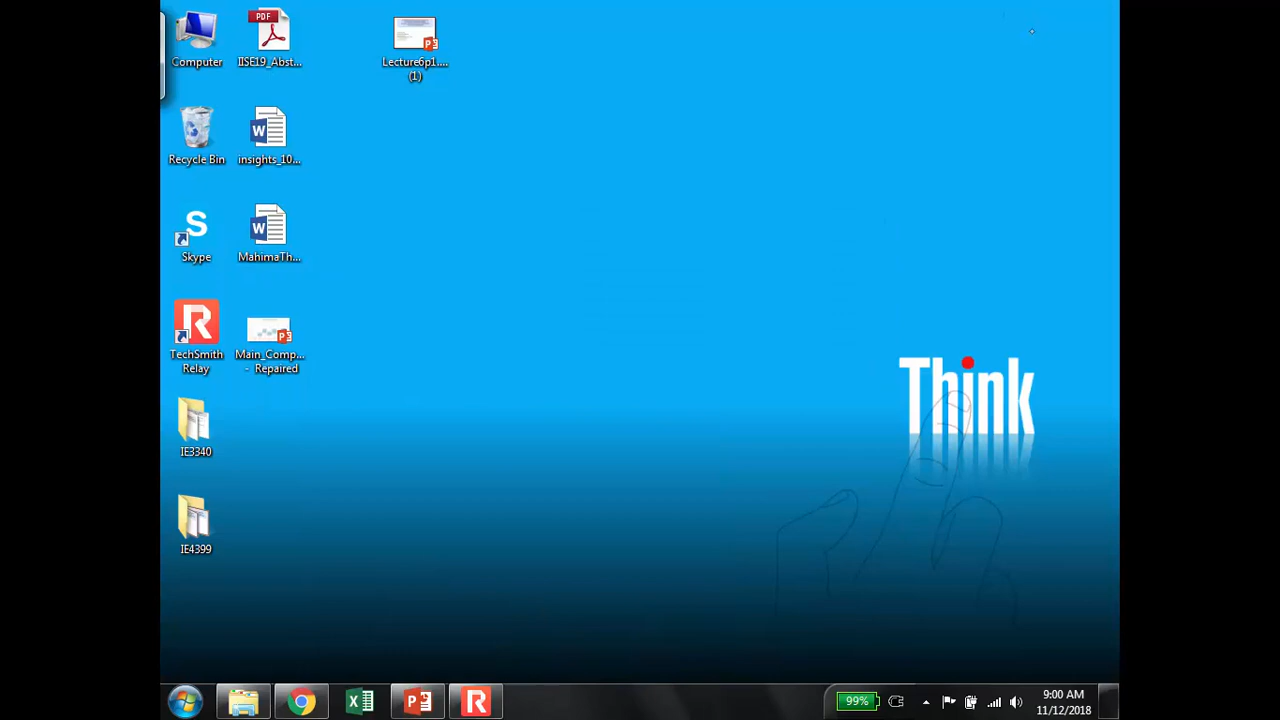 Computer
PDF
IISE19_Abst...
Lecture6p1....
(1)
Recycle Bin
insights_10...
Skype
MahimaTh...
TechSmith
Relay
Main_Comp...
- Repaired
IE3340
IE4399
Think
99%
9:00 AM
11/12/2018